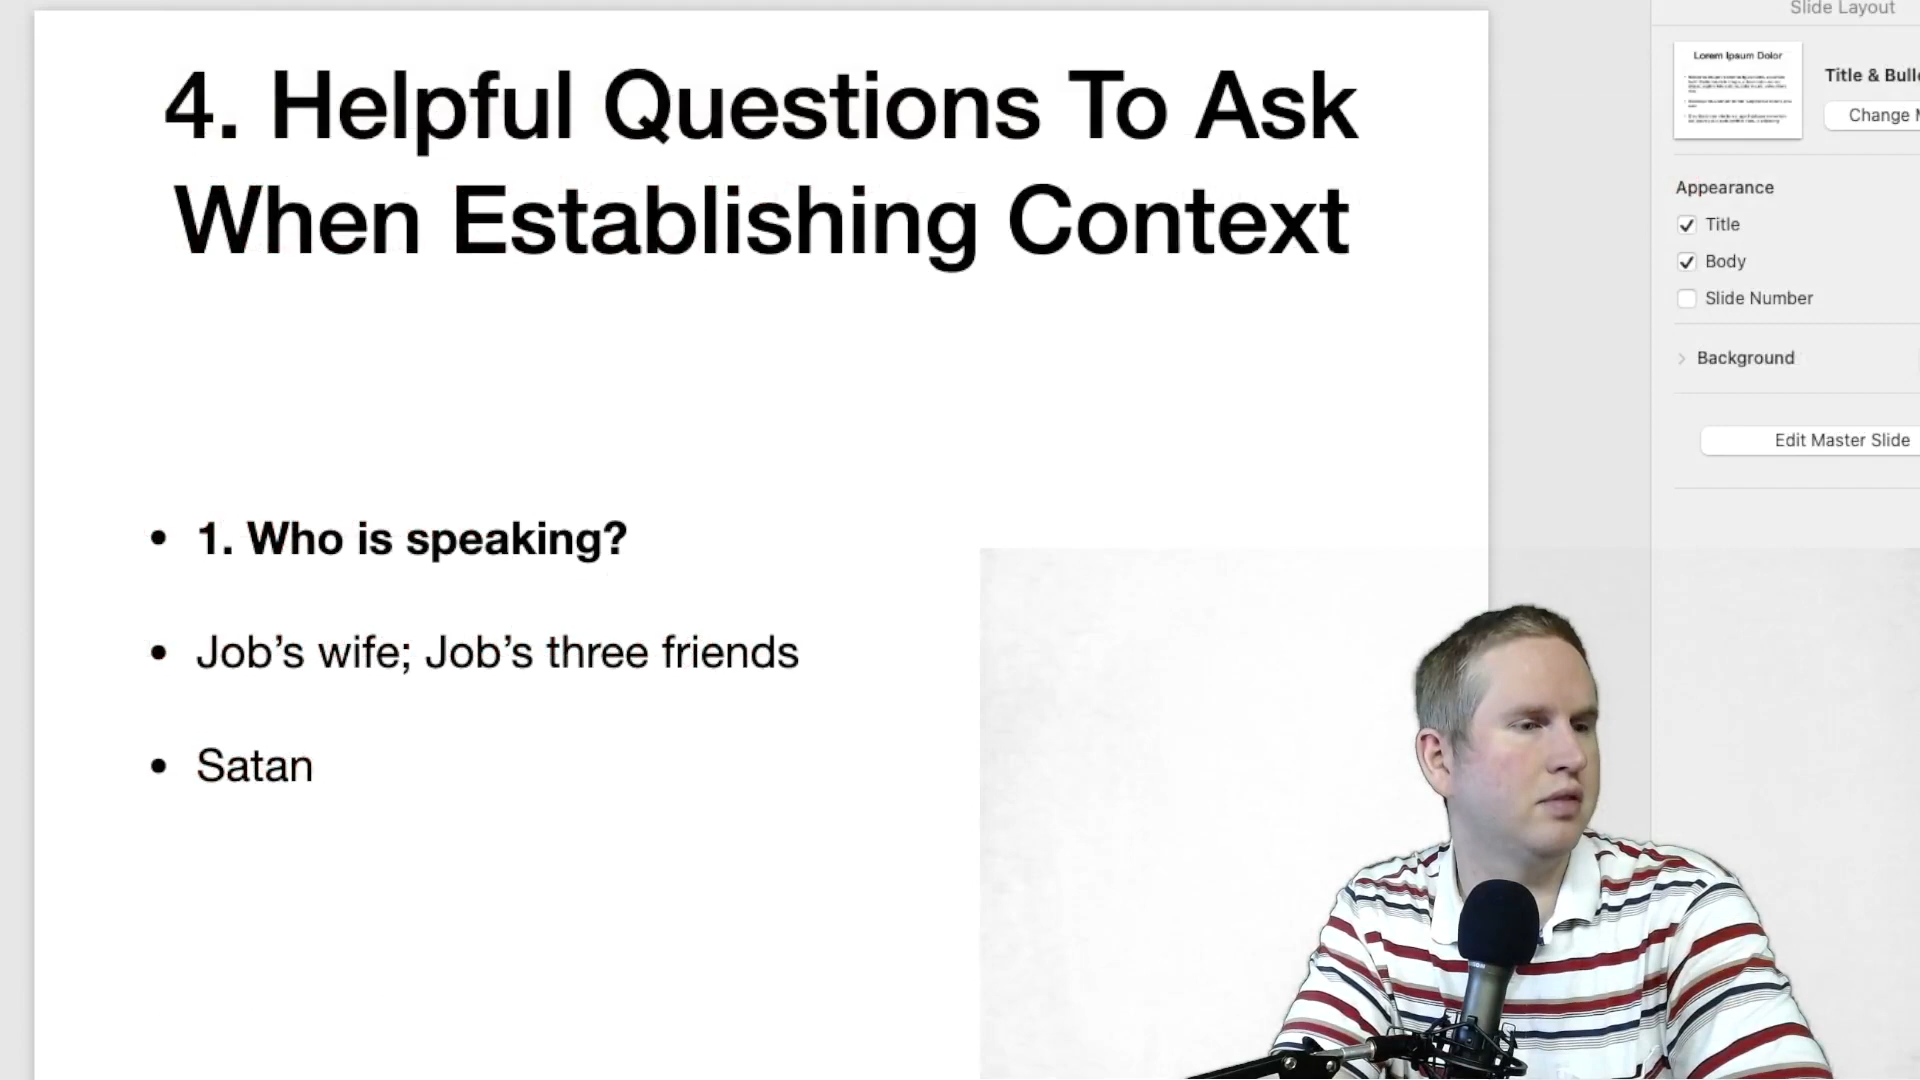 4. Helpful Questions To Ask
When Establishing Context
• 1. Who is speaking?
• Job’s wife; Job’s three friends
• Satan
Slide Layout
Lorem Ipsum Dolor
Title & Bull
Change
Appearance
Title
Body
Slide Number
Background
Edit Master Slide